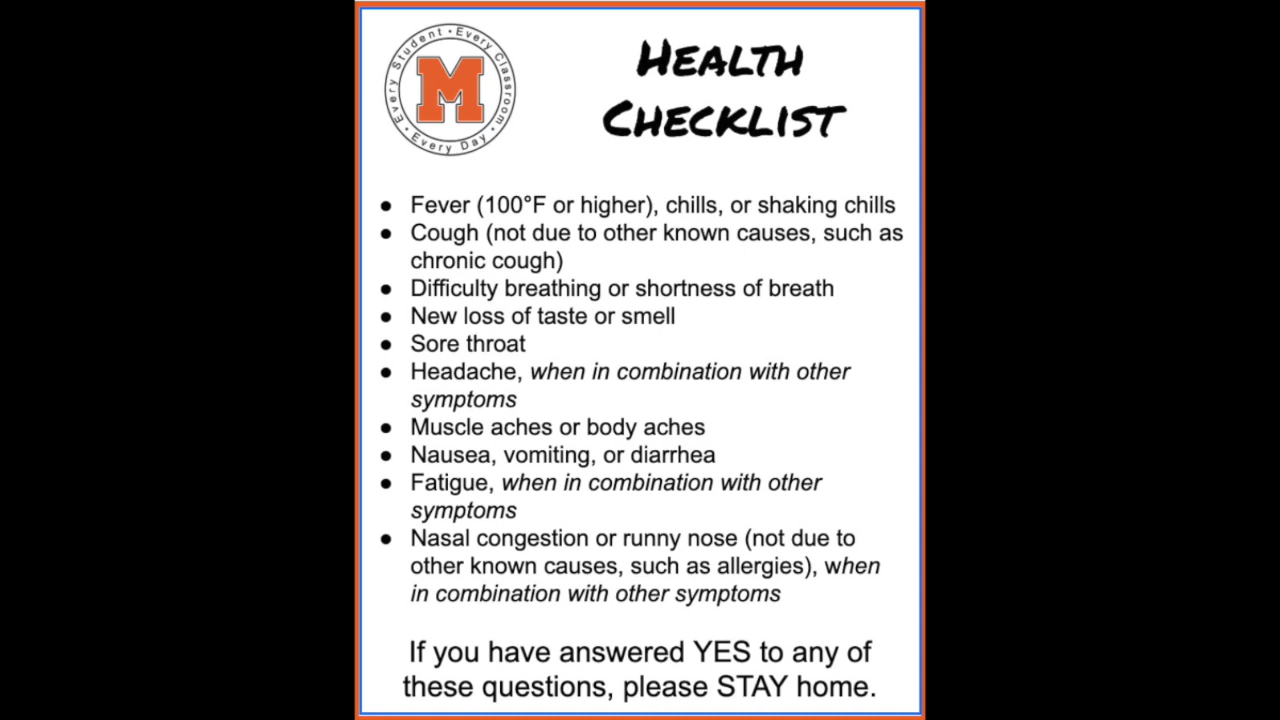 Every Student • Every Classroom • Every Day •
M
HEALTH
CHECKLIST
● Fever (100°F or higher), chills, or shaking chills
● Cough (not due to other known causes, such as
chronic cough)
● Difficulty breathing or shortness of breath
● New loss of taste or smell
● Sore throat
● Headache, when in combination with other
symptoms
● Muscle aches or body aches
● Nausea, vomiting, or diarrhea
● Fatigue, when in combination with other
symptoms
● Nasal congestion or runny nose (not due to
other known causes, such as allergies), when
in combination with other symptoms
If you have answered YES to any of
these questions, please STAY home.